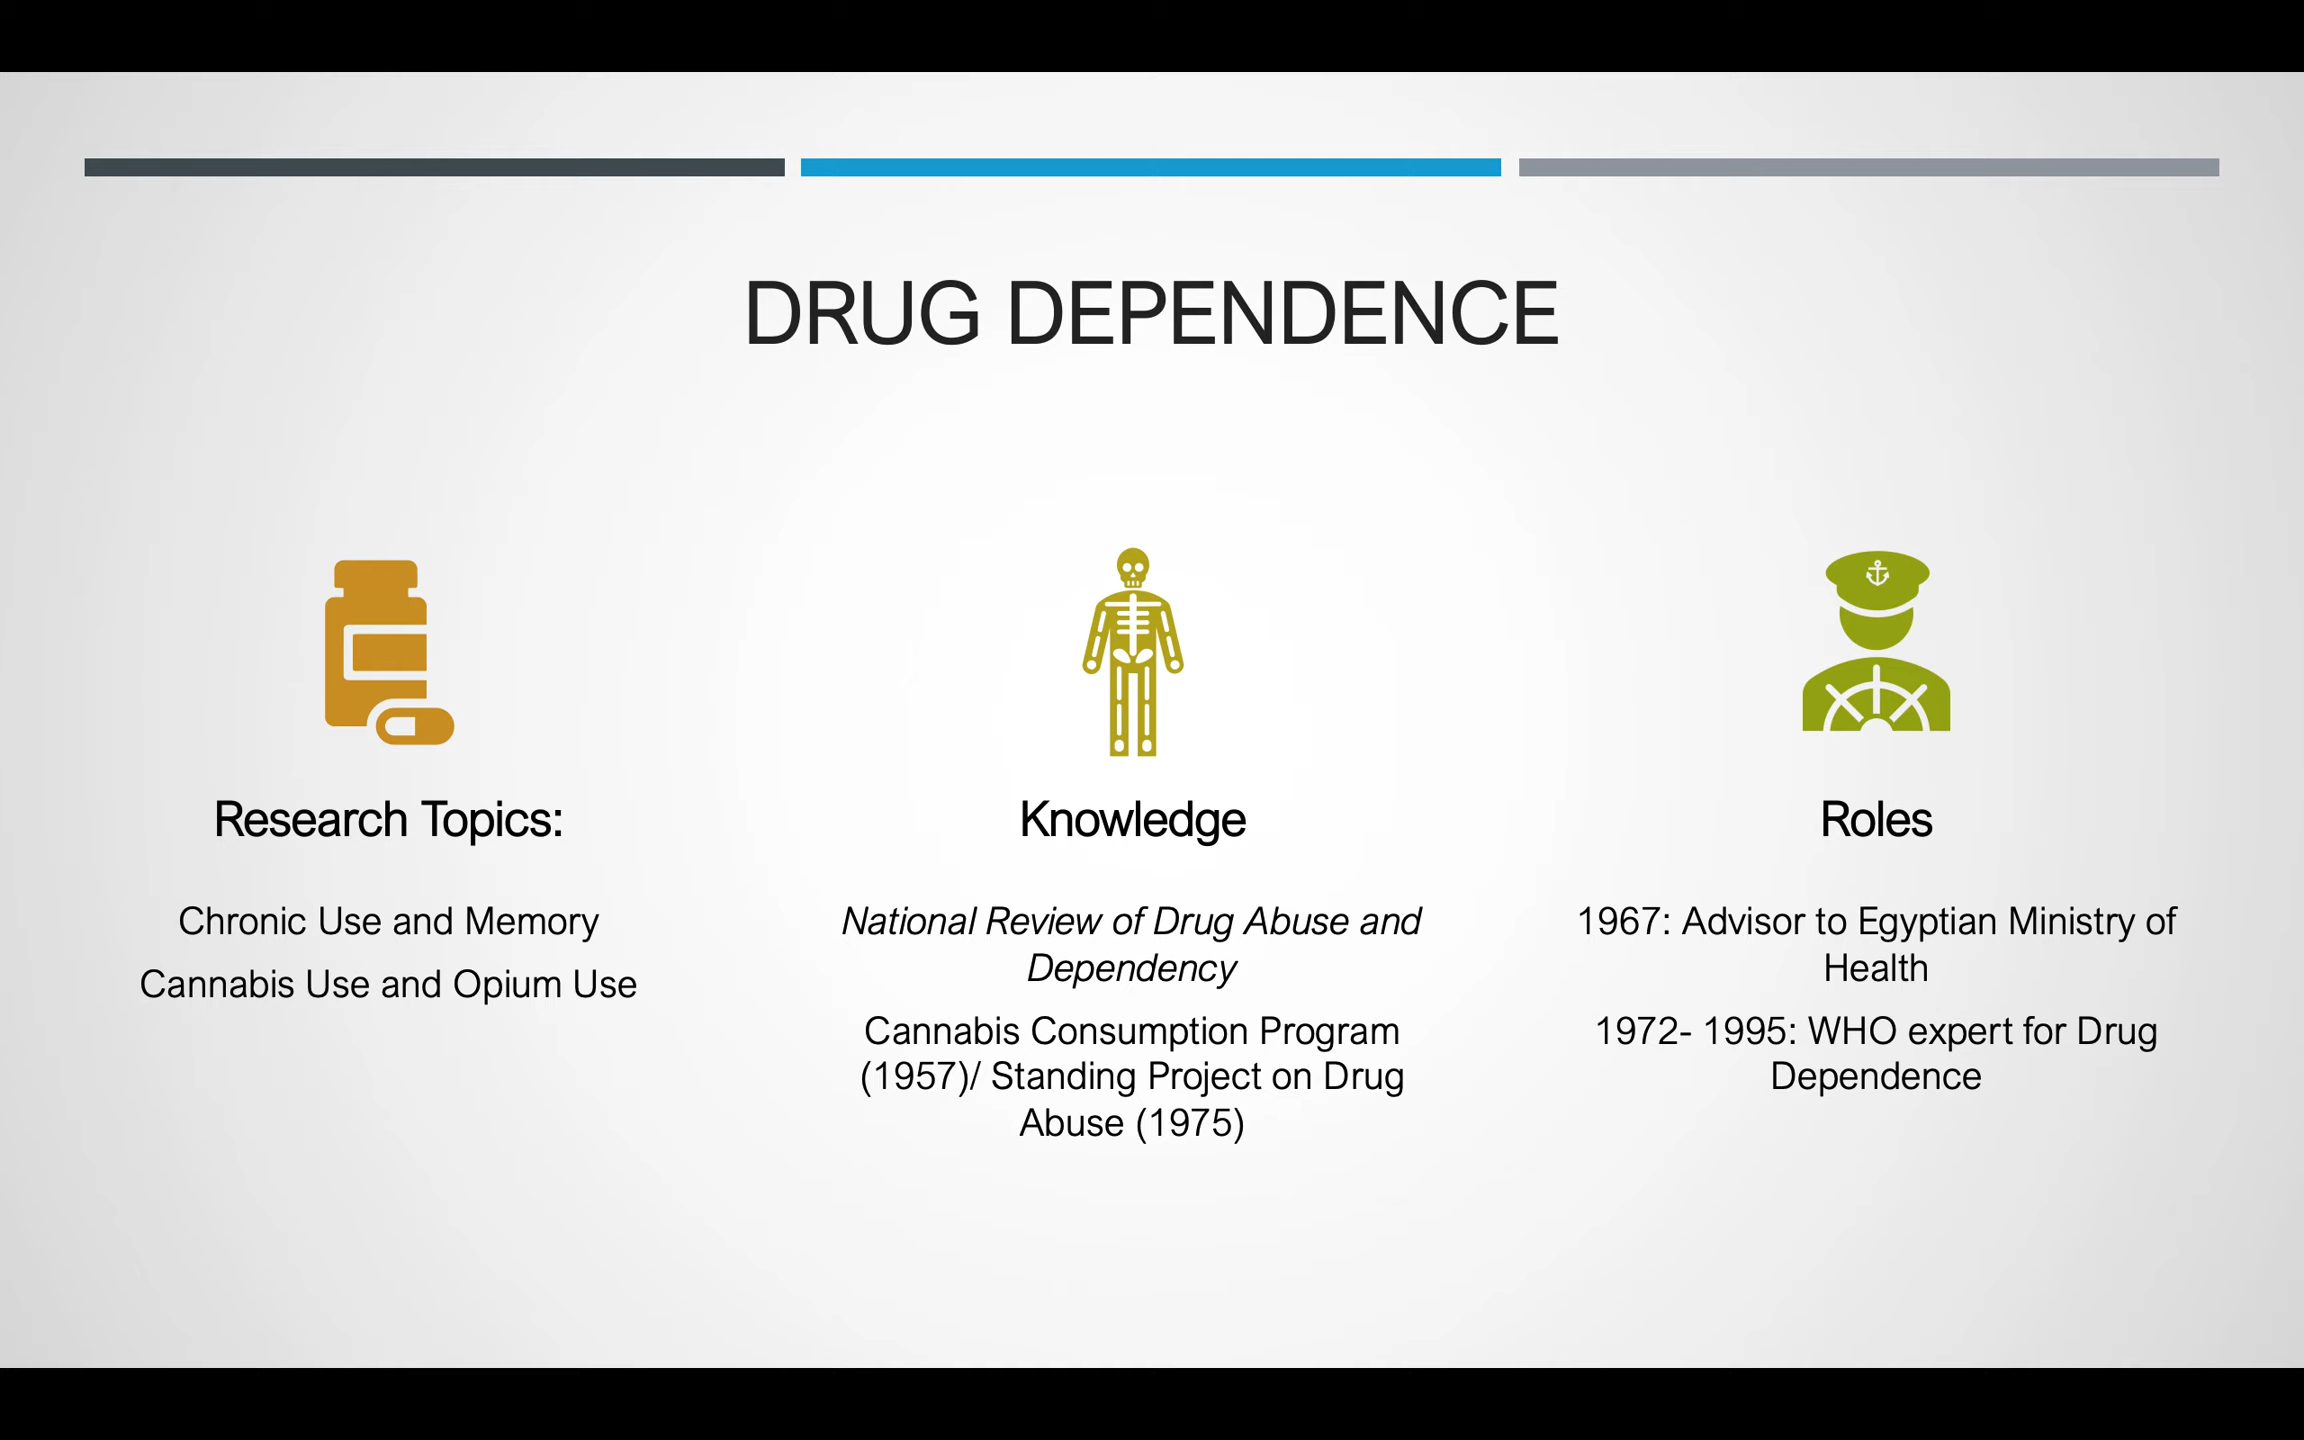 DRUG DEPENDENCE
Research Topics:
Chronic Use and Memory
Cannabis Use and Opium Use
Knowledge
National Review of Drug Abuse and
Dependency
Cannabis Consumption Program
(1957)/ Standing Project on Drug
Abuse (1975)
Roles
1967: Advisor to Egyptian Ministry of
Health
1972- 1995: WHO expert for Drug
Dependence